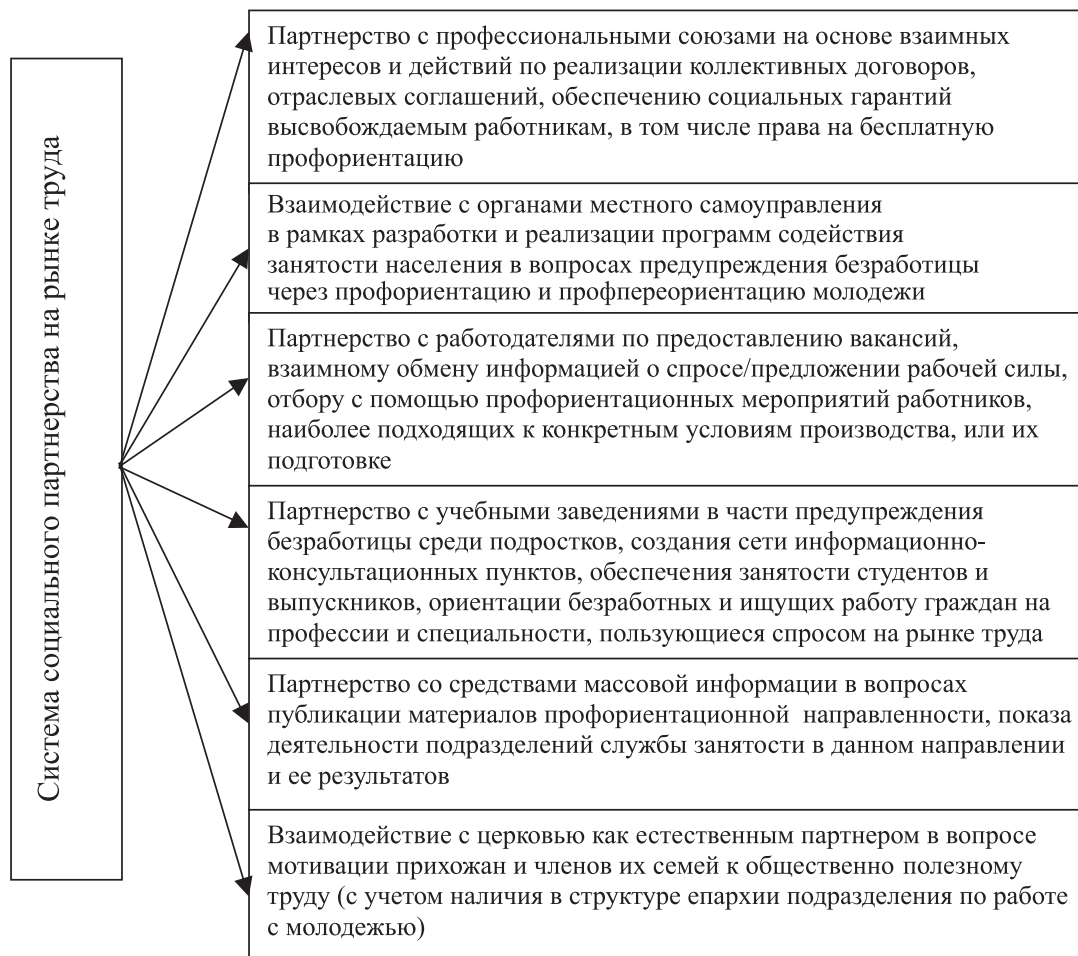 Система социального партнерства на рынке труда
Партнерство с профессиональными союзами на основе взаимных
интересов и действий по реализации коллективных договоров,
отраслевых соглашений, обеспечению социальных гарантий
высвобождаемым работникам, в том числе права на бесплатную
профориентацию
Взаимодействие с органами местного самоуправления
в рамках разработки и реализации программ содействия
занятости населения в вопросах предупреждения безработицы
через профориентацию и профпереориентацию молодежи
Партнерство с работодателями по предоставлению вакансий,
взаимному обмену информацией о спросе/предложении рабочей силы,
отбору с помощью профориентационных мероприятий работников,
наиболее подходящих к конкретным условиям производства, или их
подготовке
Партнерство с учебными заведениями в части предупреждения
безработицы среди подростков, создания сети информационно-
консультационных пунктов, обеспечения занятости студентов и
выпускников, ориентации безработных и ищущих работу граждан на
профессии и специальности, пользующиеся спросом на рынке труда
Партнерство со средствами массовой информации в вопросах
публикации материалов профориентационной направленности, показа
деятельности подразделений службы занятости в данном направлении
и ее результатов
Взаимодействие с церковью как естественным партнером в вопросе
мотивации прихожан и членов их семей к общественно полезному
труду (с учетом наличия в структуре епархии подразделения по работе
с молодежью)